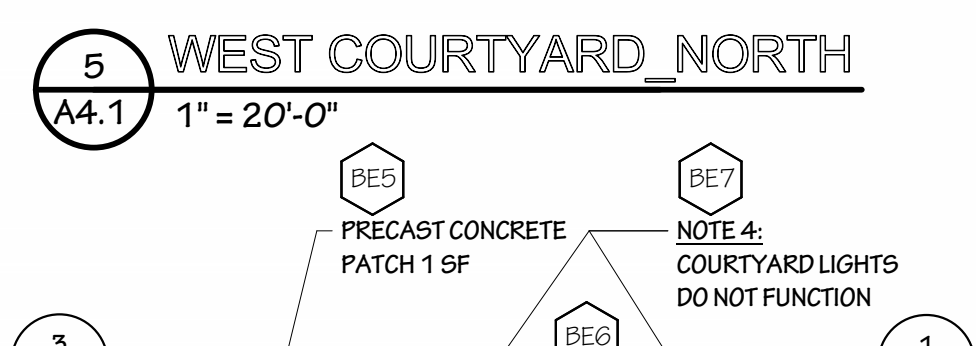 5
WEST COURTYARD_NORTH
A4.1
1" = 20'-0"
BE5
PRECAST CONCRETE
PATCH 1 SF
BE7
NOTE 4:
COURTYARD LIGHTS
DO NOT FUNCTION
BE6
3
1